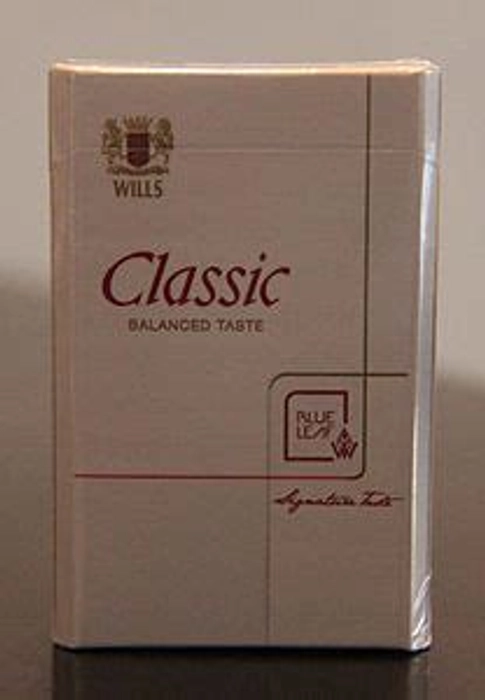 WILLS
Classic
BALANCED TASTE
BLUE
LEAF
Signature Taste